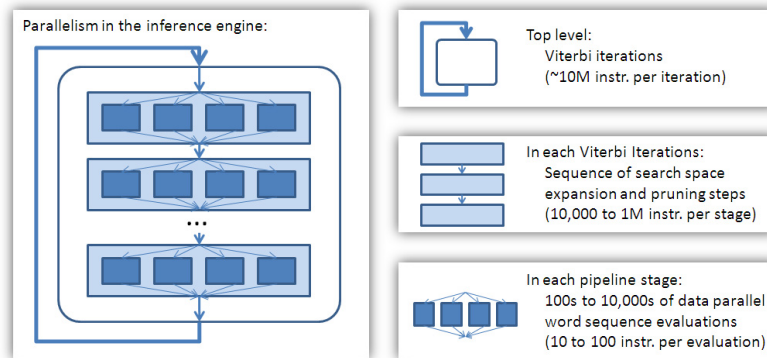 Parallelism in the inference engine:
...
Top level:
Viterbi iterations
(~10M instr. per iteration)
In each Viterbi Iterations:
Sequence of search space
expansion and pruning steps
(10,000 to 1M instr. per stage)
In each pipeline stage:
100s to 10,000s of data parallel
word sequence evaluations
(10 to 100 instr. per evaluation)